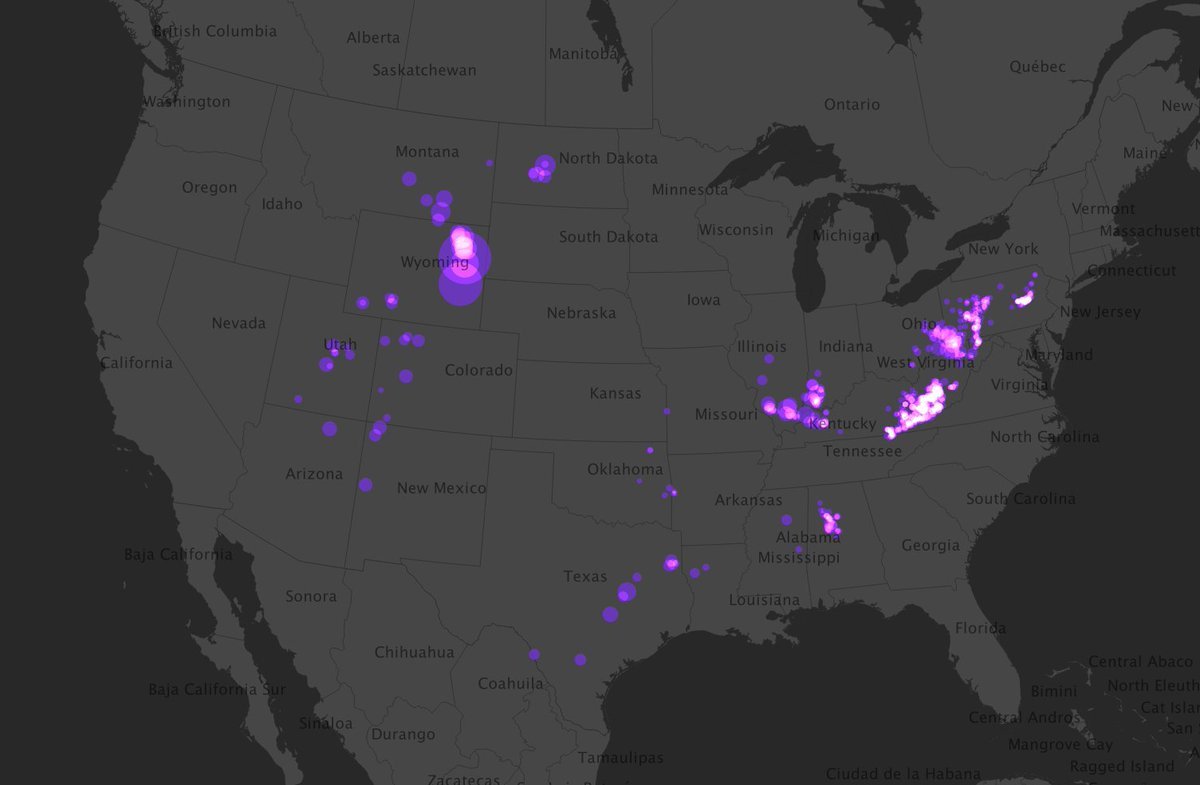 British Columbia
Alberta
Manitoba
Saskatchewan
Québec
Washington
Ontario
New
Montana
North Dakota
Maine
Oregon
Minnesota
Idaho
Vermont
South Dakota
Wisconsin
Michigan
Massachusett
New York
Wyoming
Connecticut
Iowa
Nebraska
New Jersey
Nevada
Ohio
Utah
Illinois
Indiana
Maryland
California
West Virginia
Colorado
Virginia
Kansas
Missouri
Kentucky
North Carolina
Tennessee
Oklahoma
Arizona
New Mexico
Arkansas
South Carolina
Alabama
Georgia
Baja California
Mississippi
Texas
Sonora
Louisiana
Florida
Chihuahua
Central Abaco
Coahuila
Baja California Sur
Bimini
North Eleuth
Cat Islan
Sinaloa
Central Andros
San
Durango
Mangrove Cay
Tamaulipas
Ragged Island
Zacatecas
Ciudad de la Habana